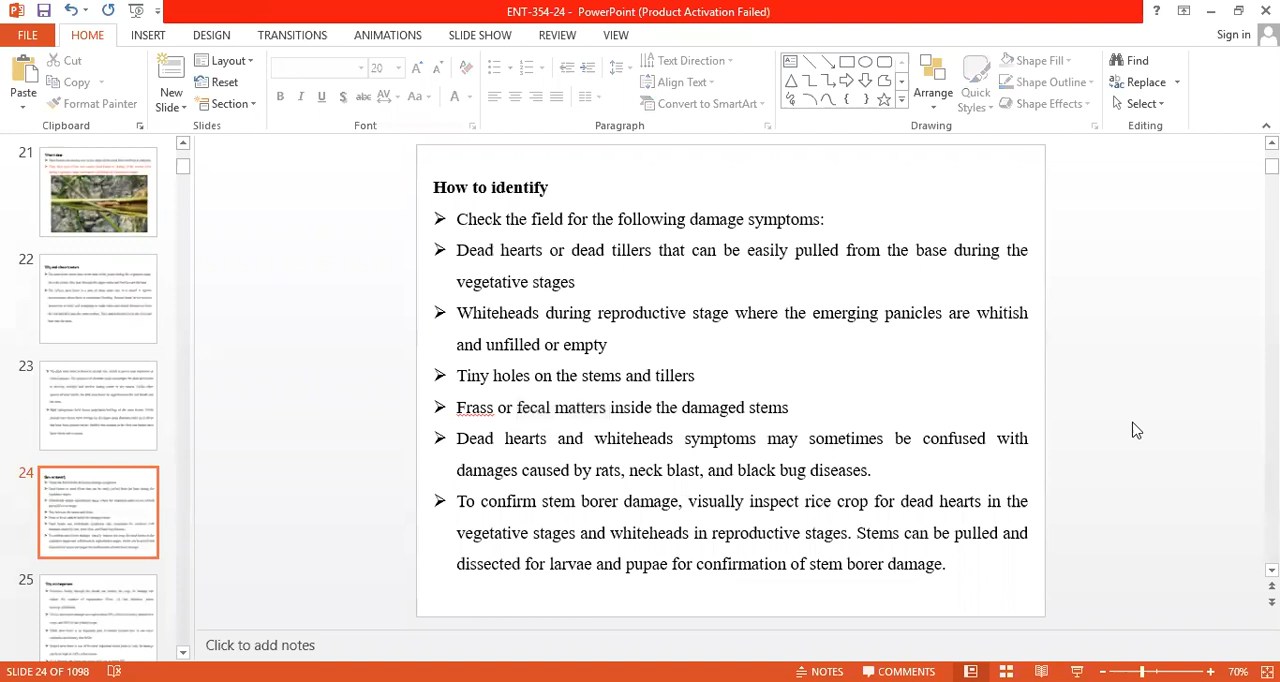 ENT-354-24 - PowerPoint (Product Activation Failed)
Sign in
FILE HOME INSERT DESIGN TRANSITIONS ANIMATIONS SLIDE SHOW REVIEW VIEW
Paste
Cut
Copy
Format Painter
Clipboard
New Slide
Layout
Reset
Section
Slides
20
B I U S abc AV Aa A
Font
Text Direction
Align Text
Convert to SmartArt
Paragraph
Arrange
Quick Styles
Shape Fill
Shape Outline
Shape Effects
Drawing
Find
Replace
Select
Editing
21
22
23
24
25
How to identify
Check the field for the following damage symptoms:
Dead hearts or dead tillers that can be easily pulled from the base during the
vegetative stages
Whiteheads during reproductive stage where the emerging panicles are whitish
and unfilled or empty
Tiny holes on the stems and tillers
Frass or fecal matters inside the damaged stems
Dead hearts and whiteheads symptoms may sometimes be confused with
damages caused by rats, neck blast, and black bug diseases.
To confirm stem borer damage, visually inspect rice crop for dead hearts in the
vegetative stages and whiteheads in reproductive stages. Stems can be pulled and
dissected for larvae and pupae for confirmation of stem borer damage.
Click to add notes
SLIDE 24 OF 1098
NOTES
COMMENTS
70%